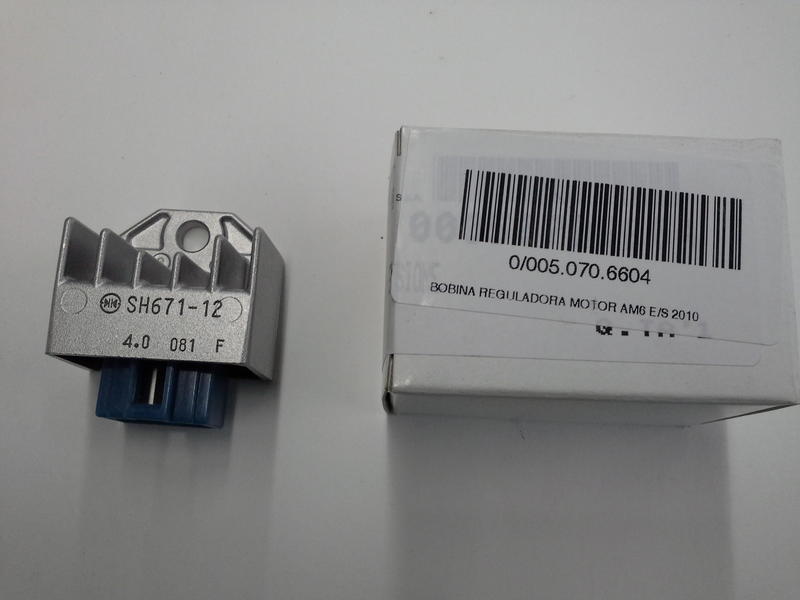 SH671-12
4.0 081 F
0/005.070.6604
BOBINA REGULADORA MOTOR AM6 E/S 2010